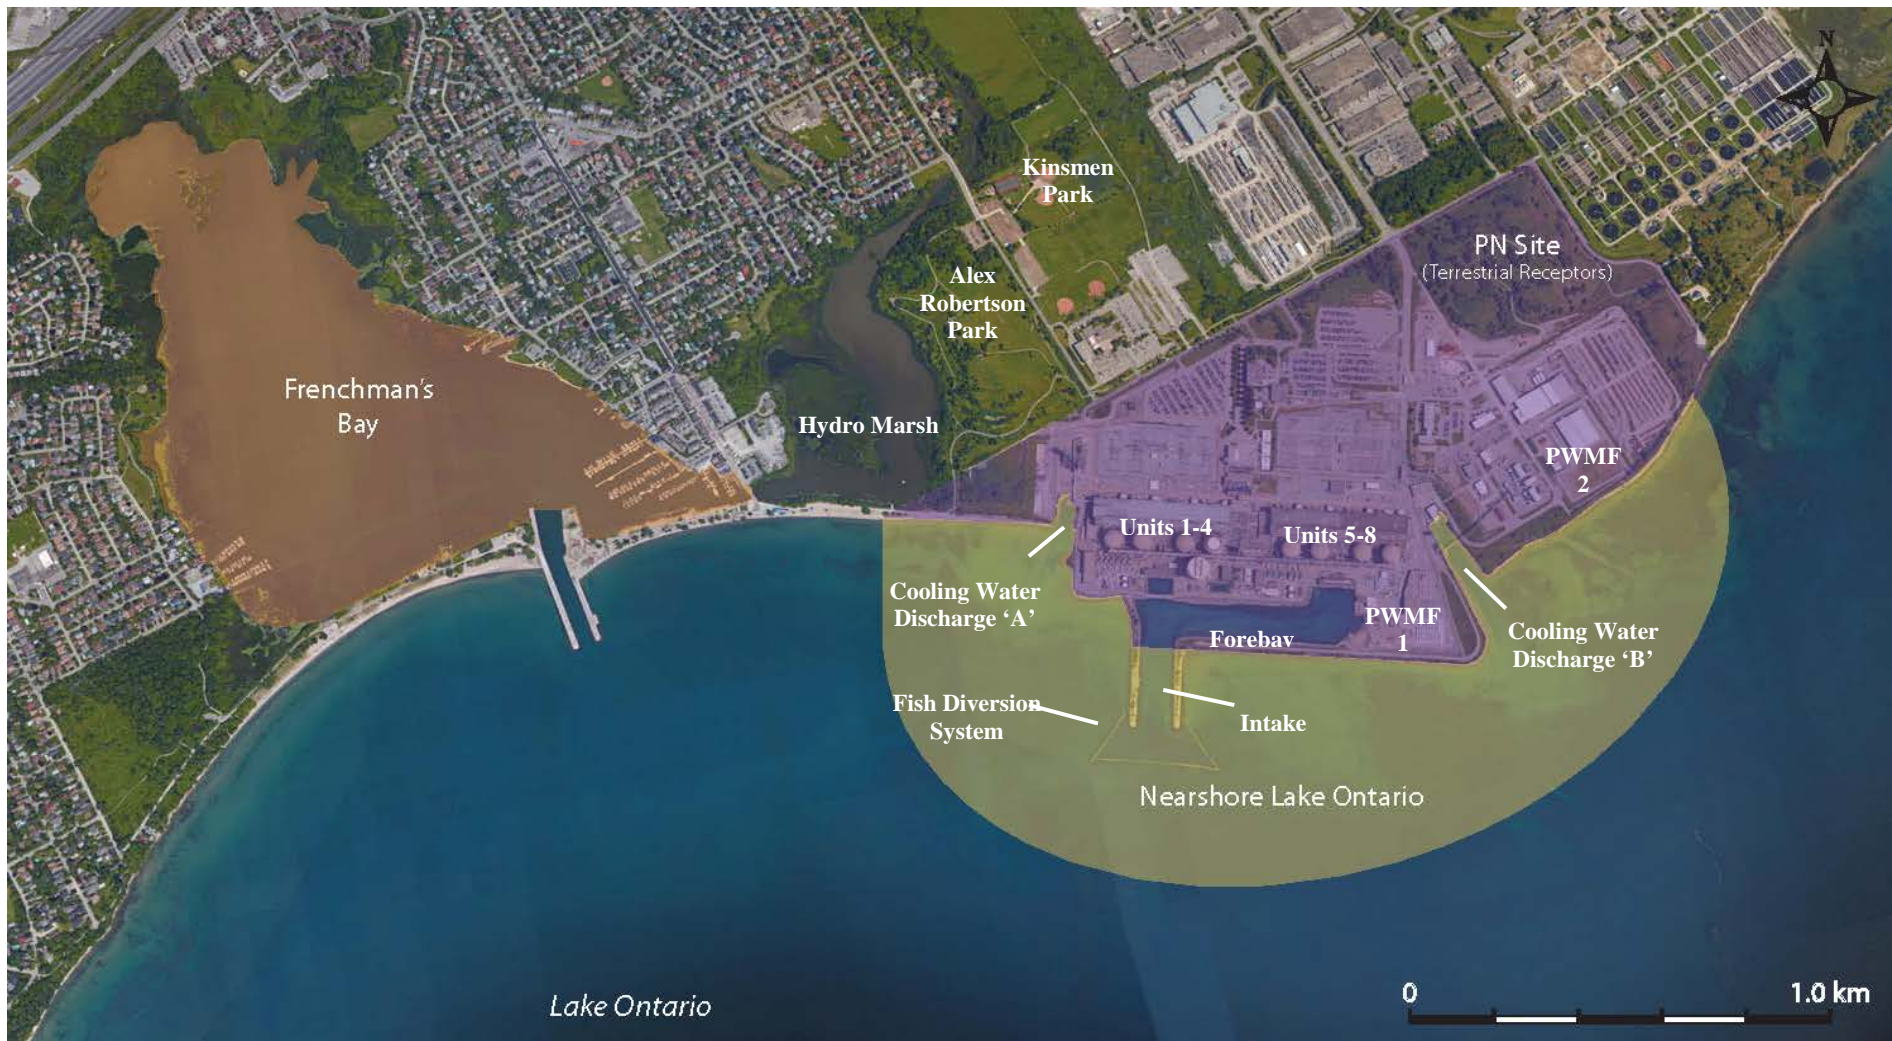 N
Kinsmen
Park
PN Site
(Terrestrial Receptors)
Alex
Robertson
Park
Frenchman's
Bay
Hydro Marsh
PWMF
2
Units 1-4
Units 5-8
Cooling Water
Discharge ‘A’
PWMF
1
Forebay
Cooling Water
Discharge ‘B’
Fish Diversion
System
Intake
Nearshore Lake Ontario
Lake Ontario
0
1.0 km